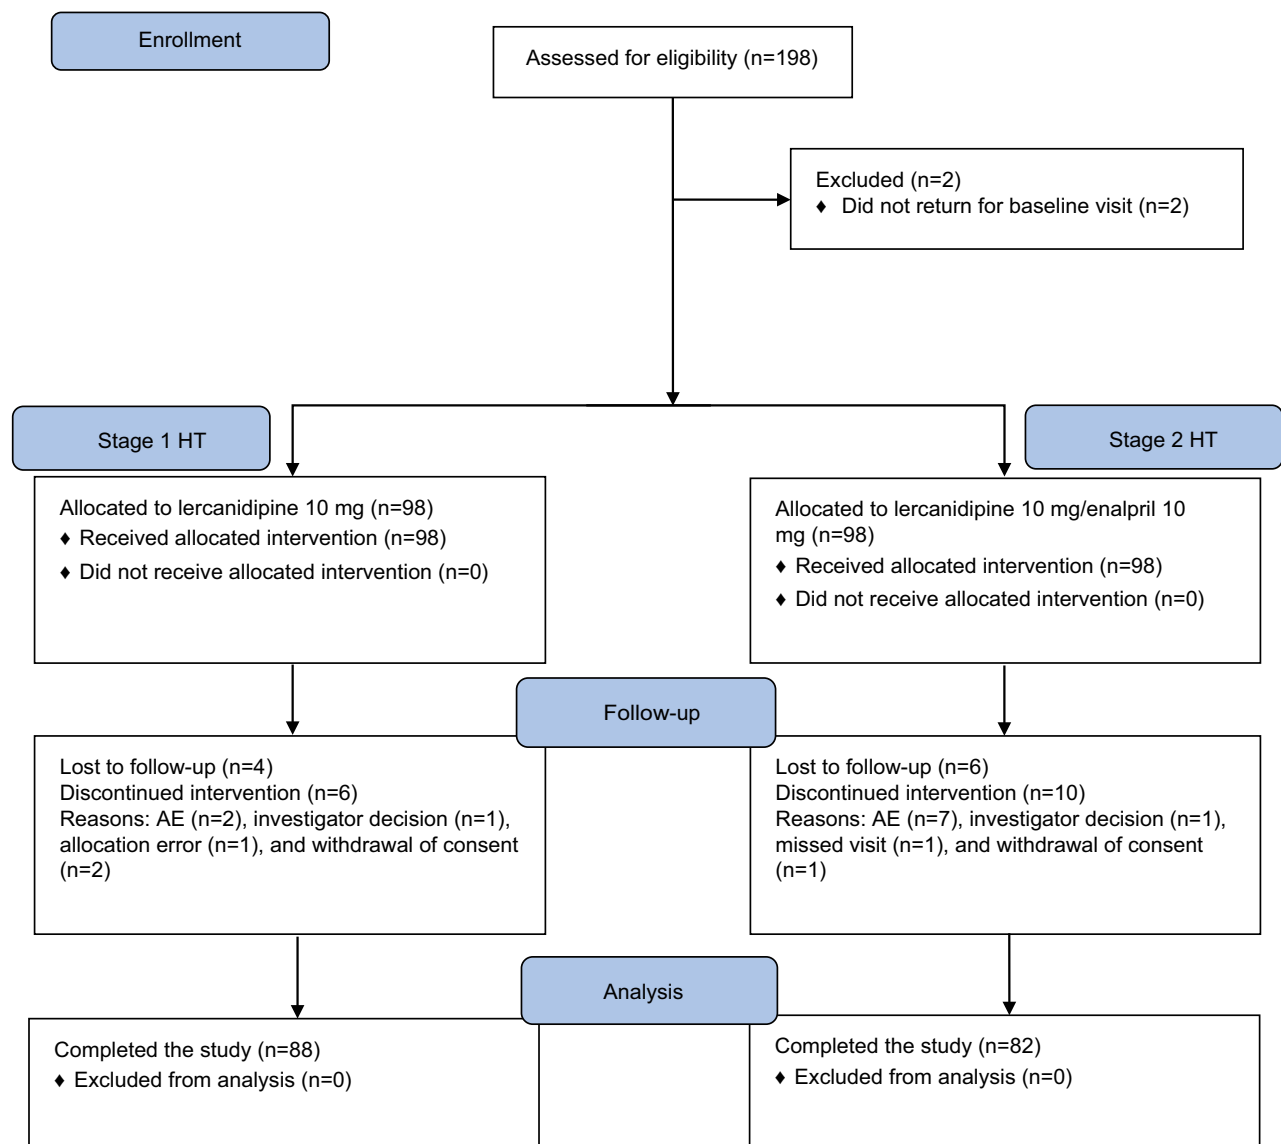 Enrollment
Assessed for eligibility (n=198)
Excluded (n=2)
♦ Did not return for baseline visit (n=2)
Stage 1 HT
Stage 2 HT
Allocated to lercanidipine 10 mg (n=98)
♦ Received allocated intervention (n=98)
♦ Did not receive allocated intervention (n=0)
Allocated to lercanidipine 10 mg/enalpril 10
mg (n=98)
♦ Received allocated intervention (n=98)
♦ Did not receive allocated intervention (n=0)
Follow-up
Lost to follow-up (n=4)
Discontinued intervention (n=6)
Reasons: AE (n=2), investigator decision (n=1),
allocation error (n=1), and withdrawal of consent
(n=2)
Lost to follow-up (n=6)
Discontinued intervention (n=10)
Reasons: AE (n=7), investigator decision (n=1),
missed visit (n=1), and withdrawal of consent
(n=1)
Analysis
Completed the study (n=88)
♦ Excluded from analysis (n=0)
Completed the study (n=82)
♦ Excluded from analysis (n=0)